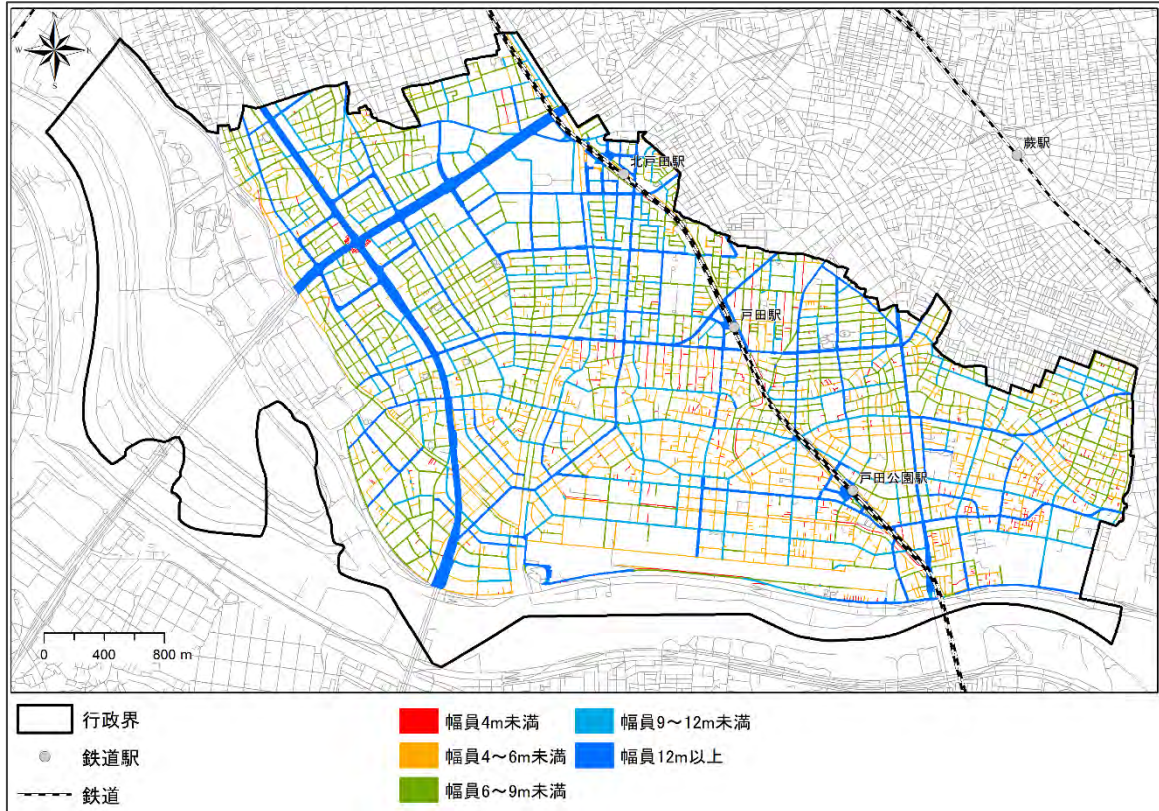 N
W E
S
蕨駅
北戸田駅
戸田駅
戸田公園駅
0 400 800 m
行政界
鉄道駅
鉄道
幅員4m未満
幅員4～6m未満
幅員6～9m未満
幅員9～12m未満
幅員12m以上